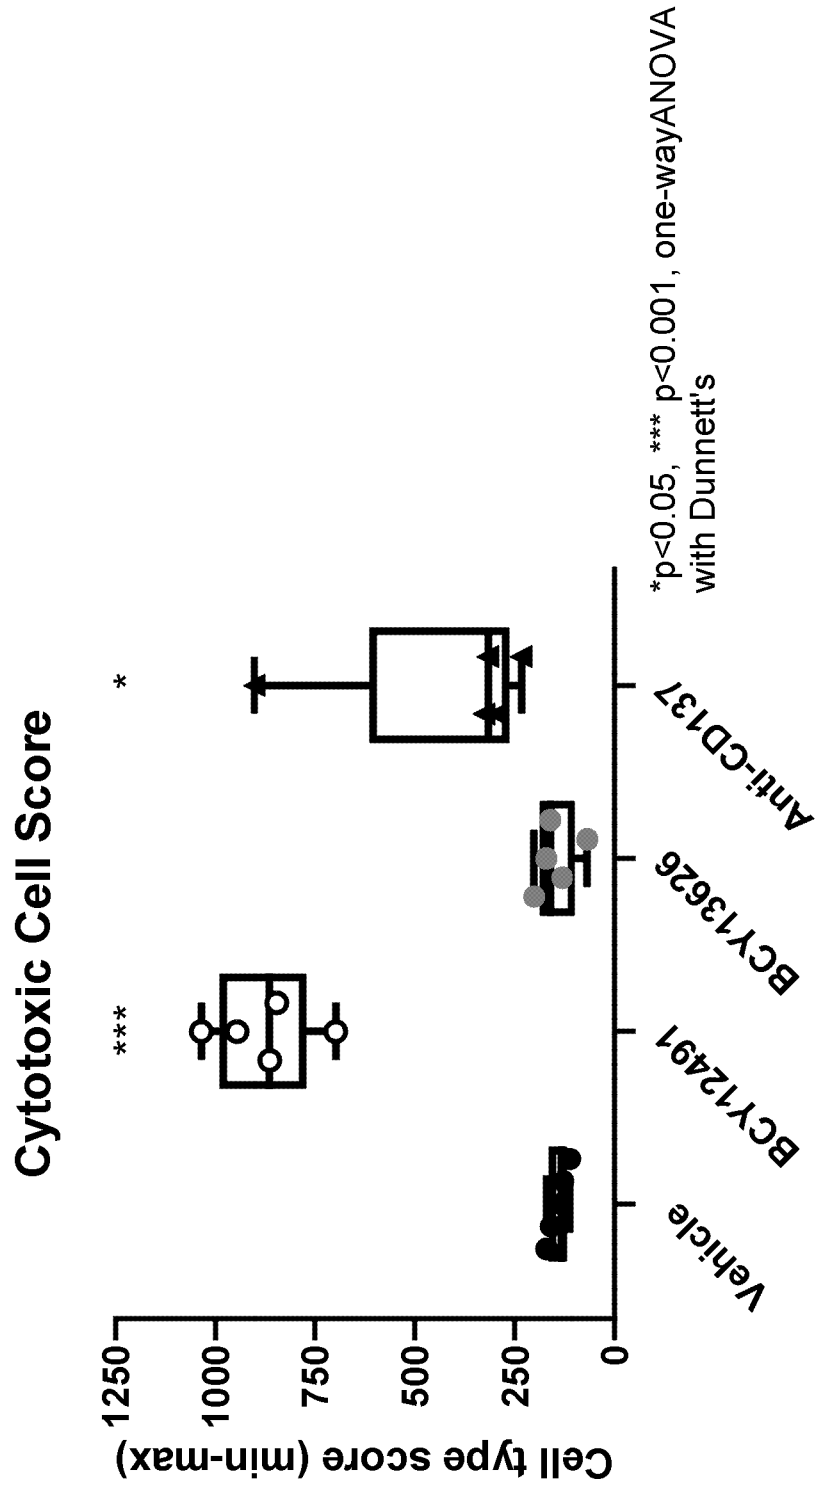 Cytotoxic Cell Score
***
*
Cell type score (min-max)
1250
1000
750
500
250
0
Vehicle
BCY12491
BCY13626
Anti-CD137
*p<0.05, *** p<0.001, one-wayANOVA
with Dunnett's